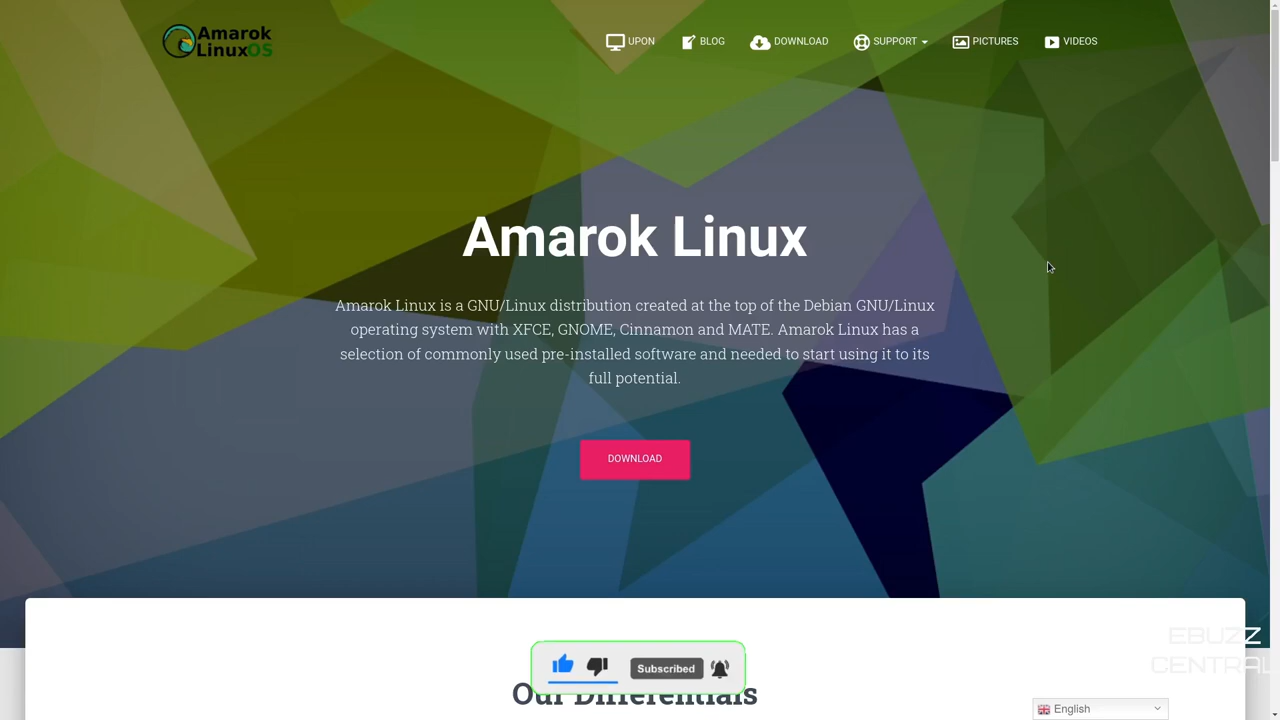 Amarok
LinuxOS
UPON
BLOG
DOWNLOAD
SUPPORT
PICTURES
VIDEOS
Amarok Linux
Amarok Linux is a GNU/Linux distribution created at the top of the Debian GNU/Linux
operating system with XFCE, GNOME, Cinnamon and MATE. Amarok Linux has a
selection of commonly used pre-installed software and needed to start using it to its
full potential.
DOWNLOAD
Subscribed
Our Differentials
EBUZZ
CENTRAL
English